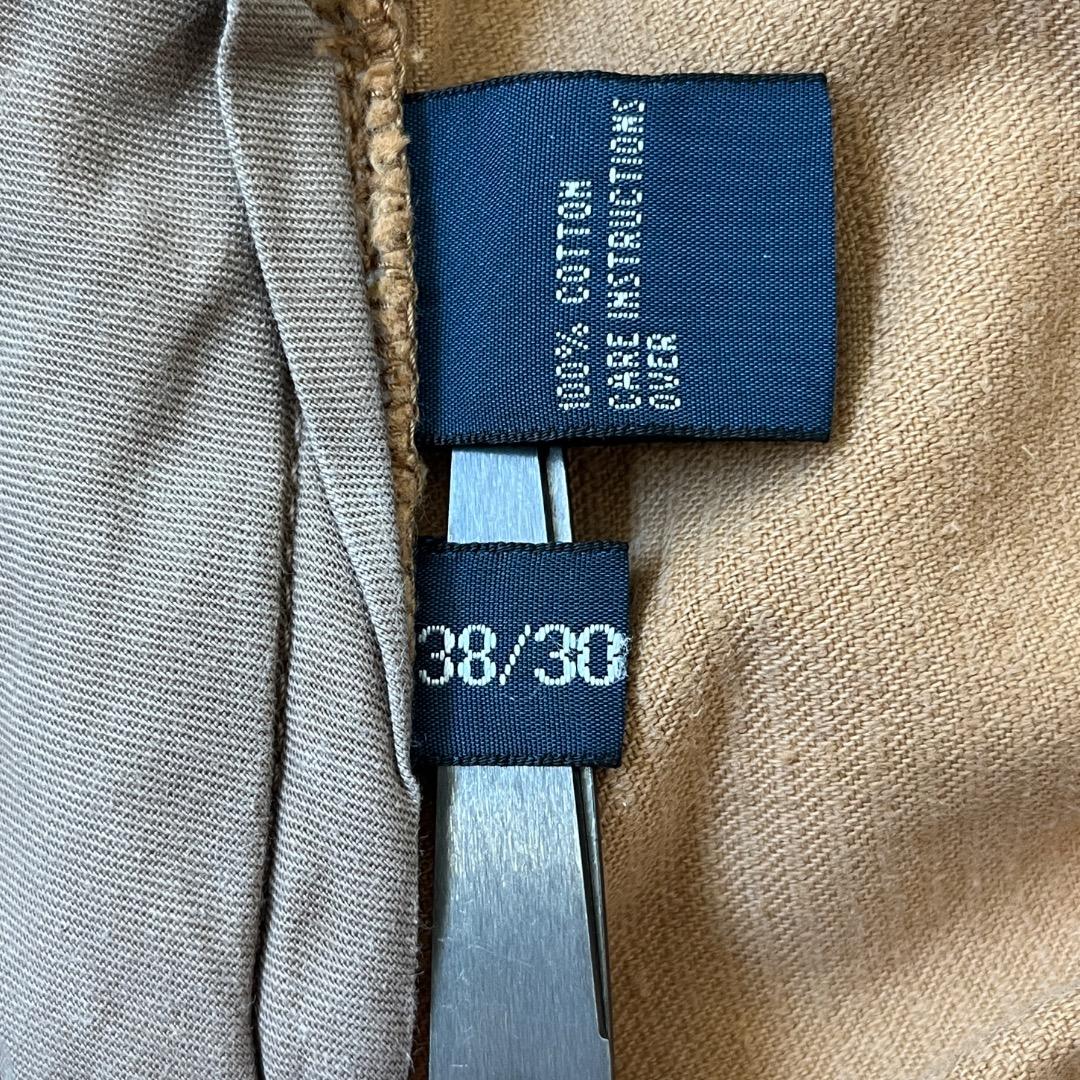 100% COTTON
CARE INSTRUCTIONS
OVER
38/30